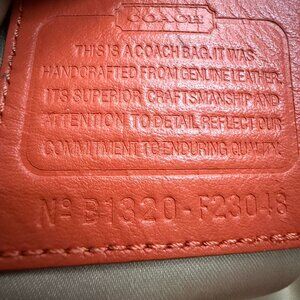 COACH
THIS IS A COACH BAG. IT WAS
HANDCRAFTED FROM GENUINE LEATHER.
ITS SUPERIOR CRAFTSMANSHIP AND
ATTENTION TO DETAIL REFLECT OUR
COMMITMENT TO ENDURING QUALITY.
Nº B1320-F23048